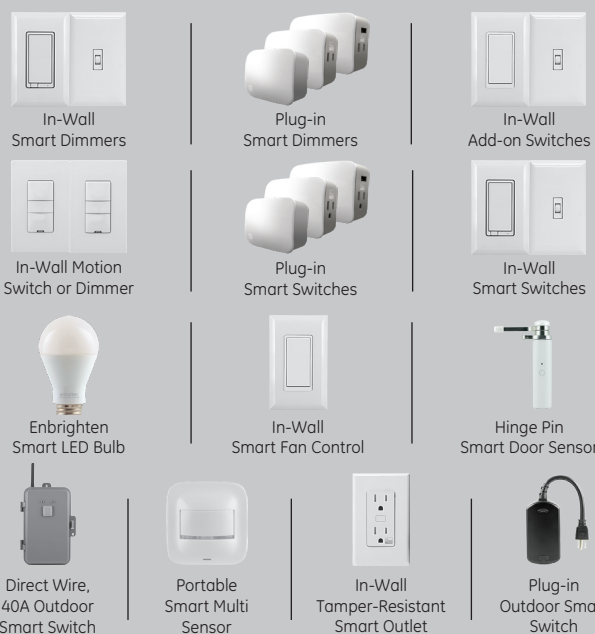 In-Wall
Smart Dimmers
Plug-in
Smart Dimmers
In-Wall
Add-on Switches
In-Wall Motion
Switch or Dimmer
Plug-in
Smart Switches
In-Wall
Smart Switches
Enbrighten
Smart LED Bulb
In-Wall
Smart Fan Control
Hinge Pin
Smart Door Sensor
Direct Wire,
40A Outdoor
Smart Switch
Portable
Smart Multi
Sensor
In-Wall
Tamper-Resistant
Smart Outlet
Plug-in
Outdoor Sma
Switch